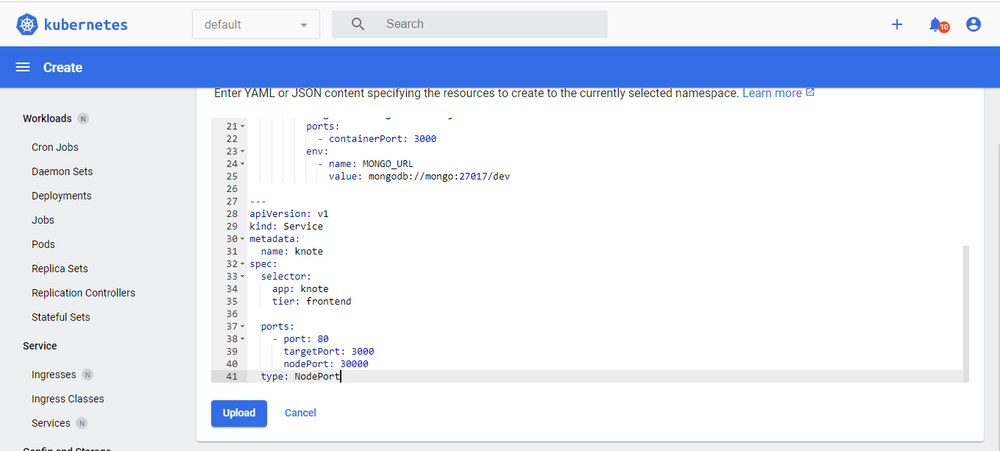 kubernetes
default
Search
10
Create
Enter YAML or JSON content specifying the resources to create to the currently selected namespace. Learn more
Workloads N
Cron Jobs
Daemon Sets
Deployments
Jobs
Pods
Replica Sets
Replication Controllers
Stateful Sets
Service
Ingresses N
Ingress Classes
Services N
Config and Storage
21 ports:
22 - containerPort: 3000
23 env:
24 - name: MONGO_URL
25 value: mongodb://mongo:27017/dev
26
27 ---
28 apiVersion: v1
29 kind: Service
30 metadata:
31 name: knote
32 spec:
33 selector:
34 app: knote
35 tier: frontend
36
37 ports:
38 - port: 80
39 targetPort: 3000
40 nodePort: 30000
41 type: NodePort
Upload Cancel